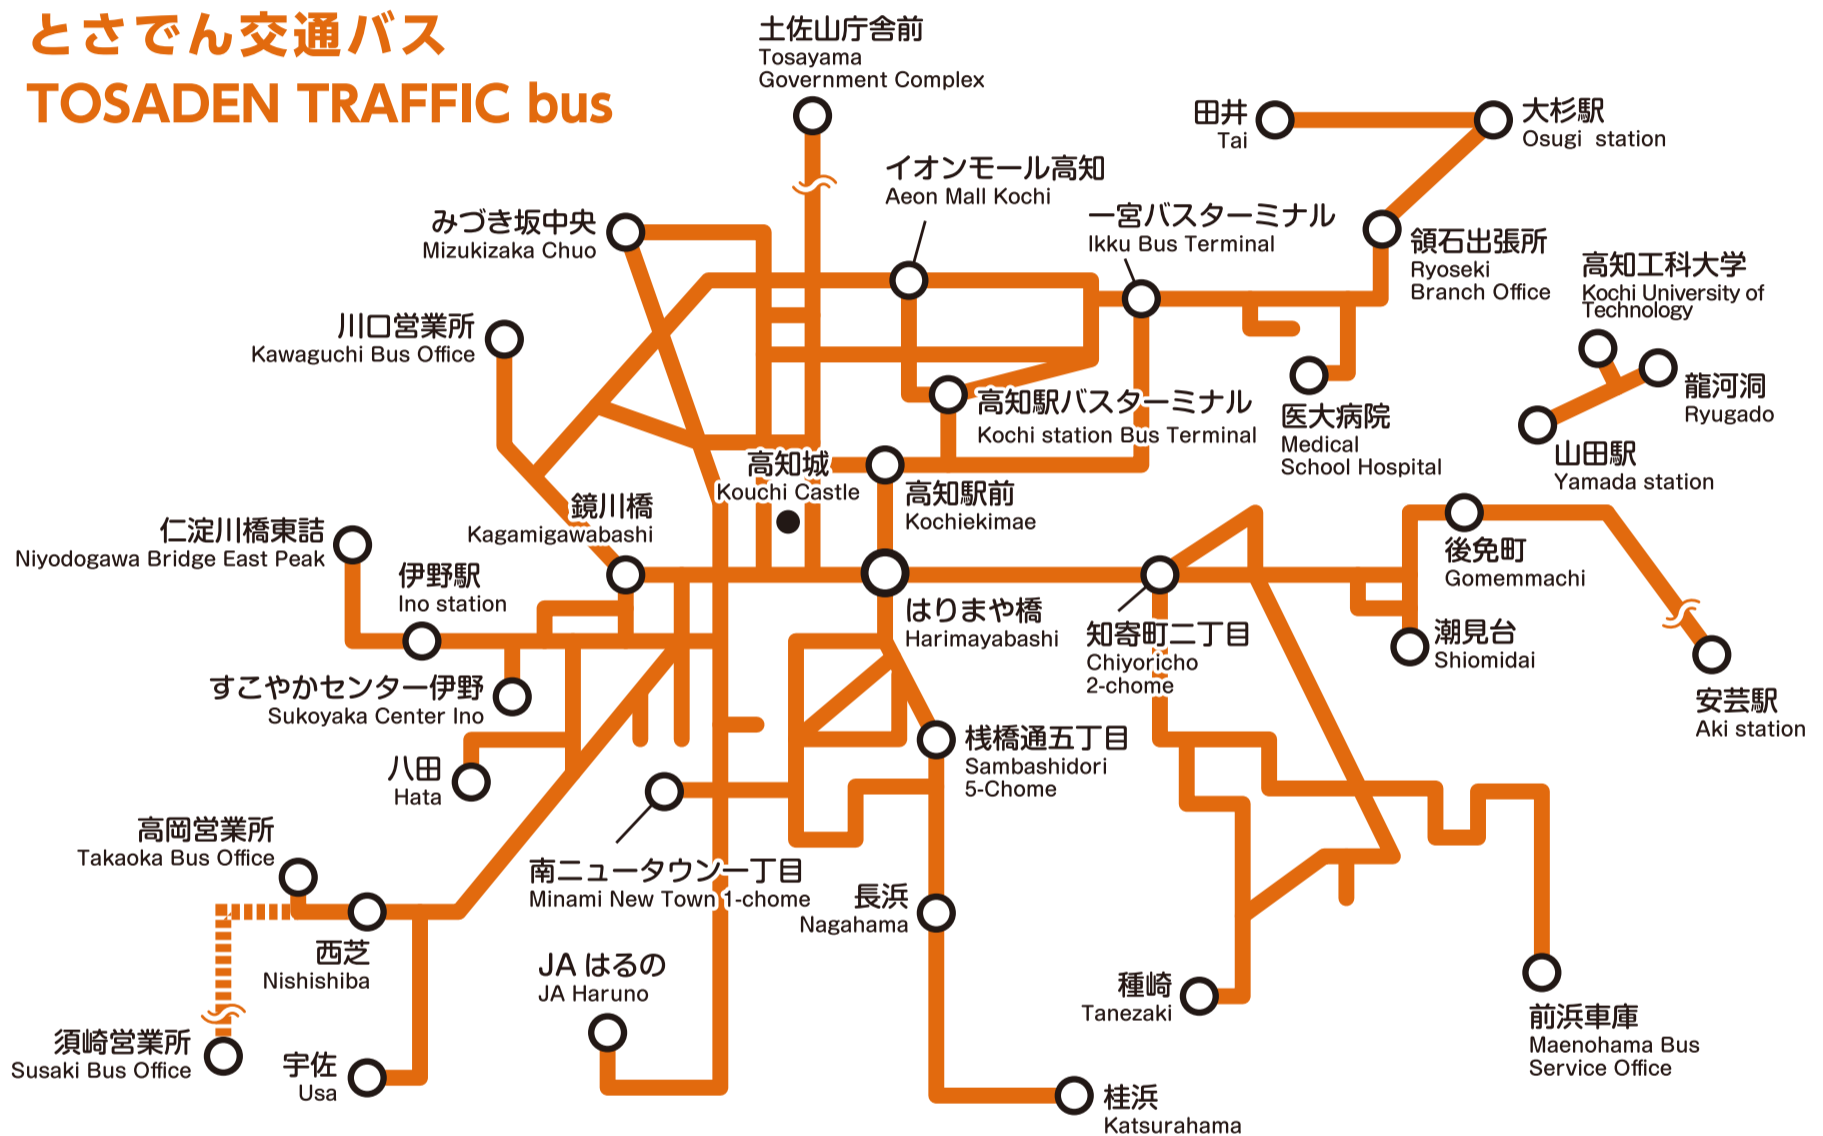 とさでん交通バス
TOSADEN TRAFFIC bus
土佐山庁舎前
Tosayama
Government Complex
田井
Tai
大杉駅
Osugi station
イオンモール高知
Aeon Mall Kochi
みづき坂中央
Mizukizaka Chuo
一宮バスターミナル
Ikku Bus Terminal
領石出張所
Ryoseki
Branch Office
高知工科大学
Kochi University of
Technology
川口営業所
Kawaguchi Bus Office
高知駅バスターミナル
Kochi station Bus Terminal
医大病院
Medical
School Hospital
龍河洞
Ryugado
山田駅
Yamada station
高知城
Kouchi Castle
高知駅前
Kochiekimae
鏡川橋
Kagamigawabashi
仁淀川橋東詰
Niyodogawa Bridge East Peak
伊野駅
Ino station
後免町
Gomemmachi
はりまや橋
Harimayabashi
知寄町二丁目
Chiyoricho
2-chome
潮見台
Shiomidai
安芸駅
Aki station
すこやかセンター伊野
Sukoyaka Center Ino
八田
Hata
桟橋通五丁目
Sambashidori
5-Chome
高岡営業所
Takaoka Bus Office
南ニュータウン一丁目
Minami New Town 1-chome
長浜
Nagahama
西芝
Nishishiba
JA はるの
JA Haruno
種崎
Tanezaki
前浜車庫
Maenohama Bus
Service Office
須崎営業所
Susaki Bus Office
宇佐
Usa
桂浜
Katsurahama